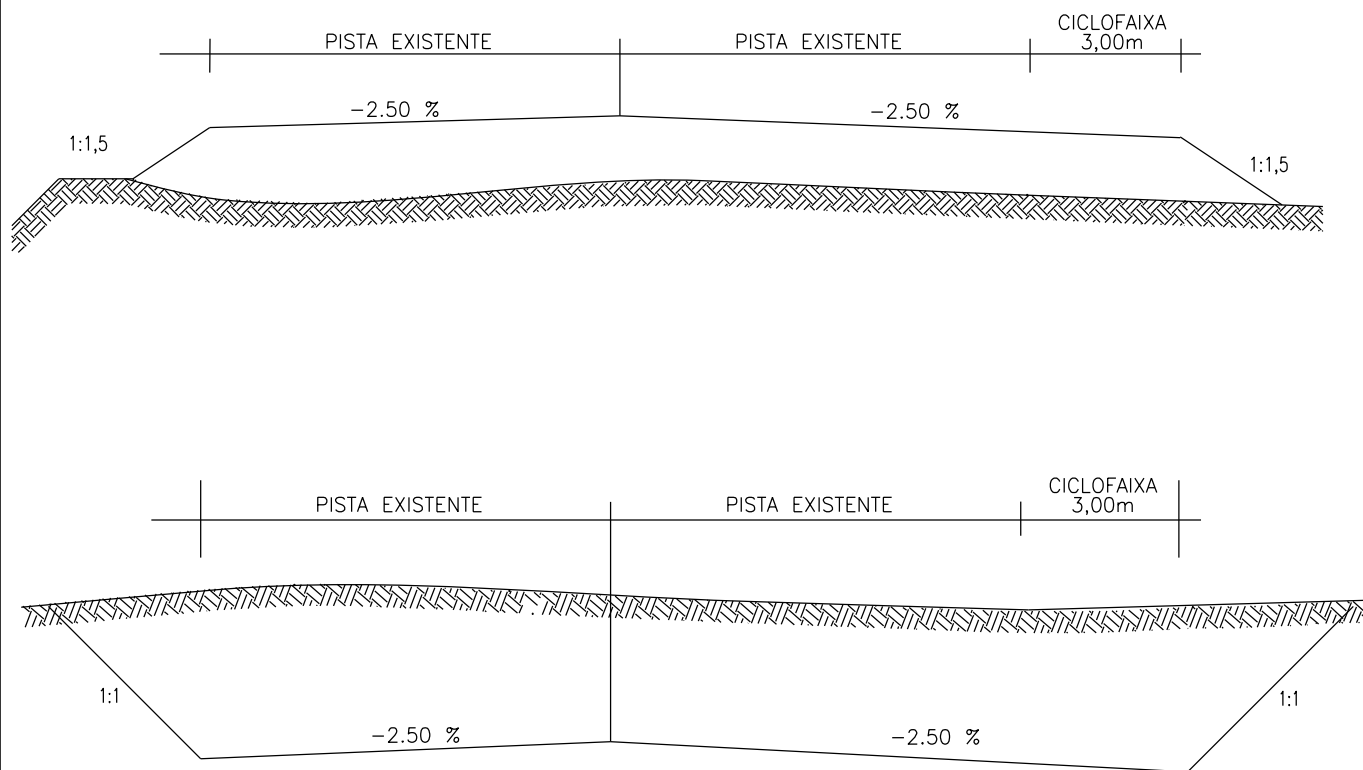 CICLOFAIXA
PISTA EXISTENTE PISTA EXISTENTE 3,00m
-2.50 % -2.50 %
1:1,5 1:1,5
CICLOFAIXA
PISTA EXISTENTE PISTA EXISTENTE 3,00m
1:1 1:1
-2.50 % -2.50 %